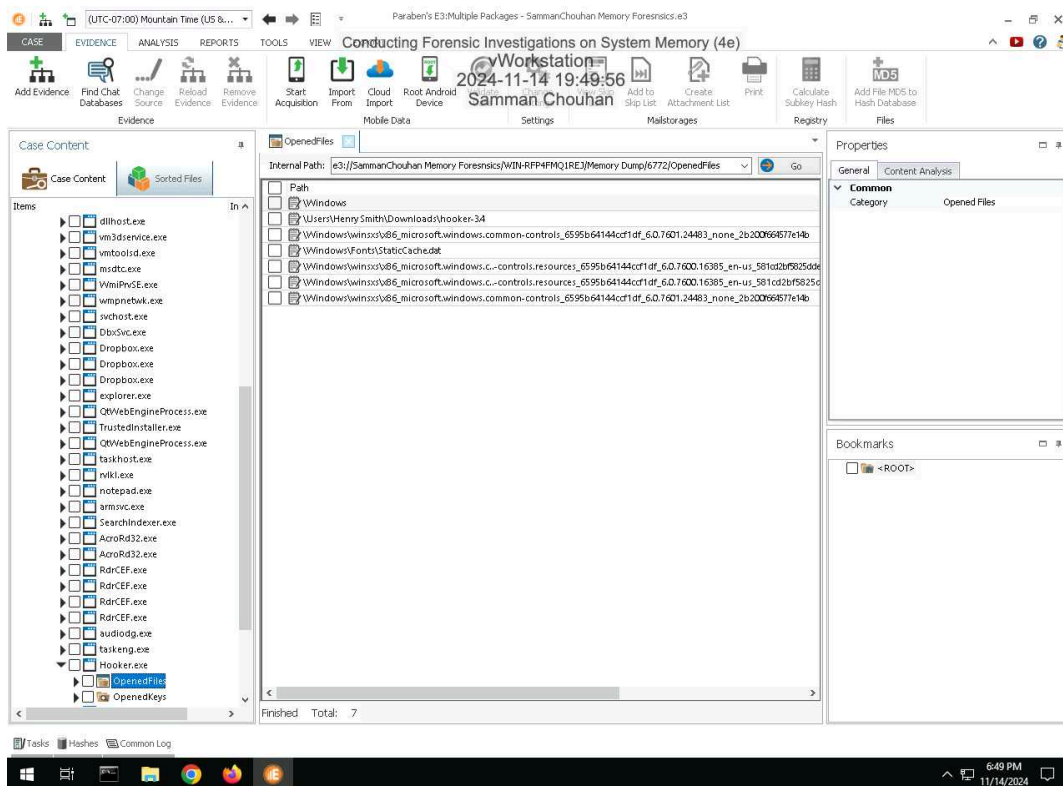 (UTC-07:00) Mountain Time (US &...
Paraben's E3:Multiple Packages - SammanChouhan Memory Foresnsics.e3
CASE EVIDENCE ANALYSIS REPORTS TOOLS VIEW
Conducting Forensic Investigations on System Memory (4e)
vWorkstation
2024-11-14 19:49:56
Samman Chouhan
Add Evidence
Find Chat Databases
Change Source
Reload Evidence
Remove Evidence
Evidence
Start Acquisition
Import From
Cloud Import
Root Android Device
Mobile Data
Settings
Add to Skip List
Create Attachment List
Print
Mailstorages
Calculate Subkey Hash
Registry
MD5
Add File MD5 to Hash Database
Files
Case Content
Case Content
Sorted Files
Items In
dllhost.exe
vm3dservice.exe
vmtoolsd.exe
msdtc.exe
WmiPrvSE.exe
wmpnetwk.exe
svchost.exe
DbxSvc.exe
Dropbox.exe
Dropbox.exe
Dropbox.exe
explorer.exe
QtWebEngineProcess.exe
TrustedInstaller.exe
QtWebEngineProcess.exe
taskhost.exe
rvlkl.exe
notepad.exe
armsvc.exe
SearchIndexer.exe
AcroRd32.exe
AcroRd32.exe
RdrCEF.exe
RdrCEF.exe
RdrCEF.exe
RdrCEF.exe
audiodg.exe
taskeng.exe
Hooker.exe
OpenedFiles
OpenedKeys
OpenedFiles
Internal Path: e3://SammanChouhan Memory Foresnsics/WIN-RFP4FMQ1REJ/Memory Dump/6772/OpenedFiles Go
Path
\Windows
\Users\Henry Smith\Downloads\hooker-3.4
\Windows\winsxs\x86_microsoft.windows.common-controls_6595b64144ccf1df_6.0.7601.24483_none_2b200f664577e14b
\Windows\Fonts\StaticCache.dat
\Windows\winsxs\x86_microsoft.windows.c..-controls.resources_6595b64144ccf1df_6.0.7600.16385_en-us_581cd2bf5825dde
\Windows\winsxs\x86_microsoft.windows.c..-controls.resources_6595b64144ccf1df_6.0.7600.16385_en-us_581cd2bf5825d
\Windows\winsxs\x86_microsoft.windows.common-controls_6595b64144ccf1df_6.0.7601.24483_none_2b200f664577e14b
Finished Total: 7
Properties
General Content Analysis
Common
Category Opened Files
Bookmarks
<ROOT>
Tasks Hashes Common Log
6:49 PM
11/14/2024